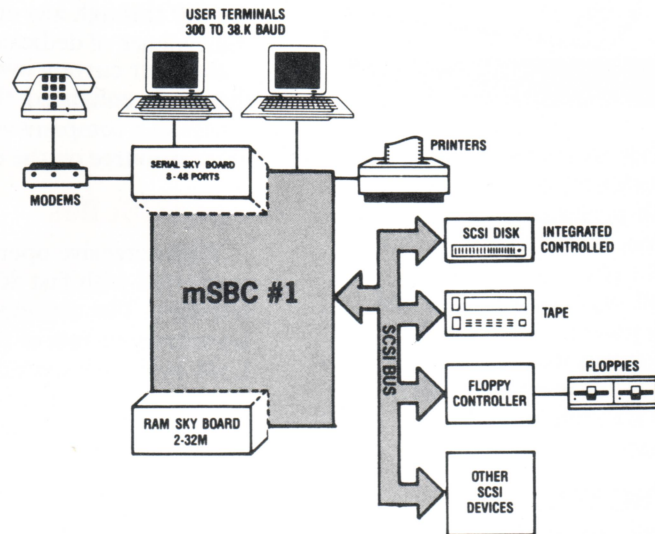 USER TERMINALS
300 TO 38.K BAUD
PRINTERS
SERIAL SKY BOARD
8-48 PORTS
MODEMS
SCSI DISK
INTEGRATED
CONTROLLED
mSBC #1
TAPE
SCSI BUS
FLOPPIES
FLOPPY
CONTROLLER
RAM SKY BOARD
2-32M
OTHER
SCSI
DEVICES